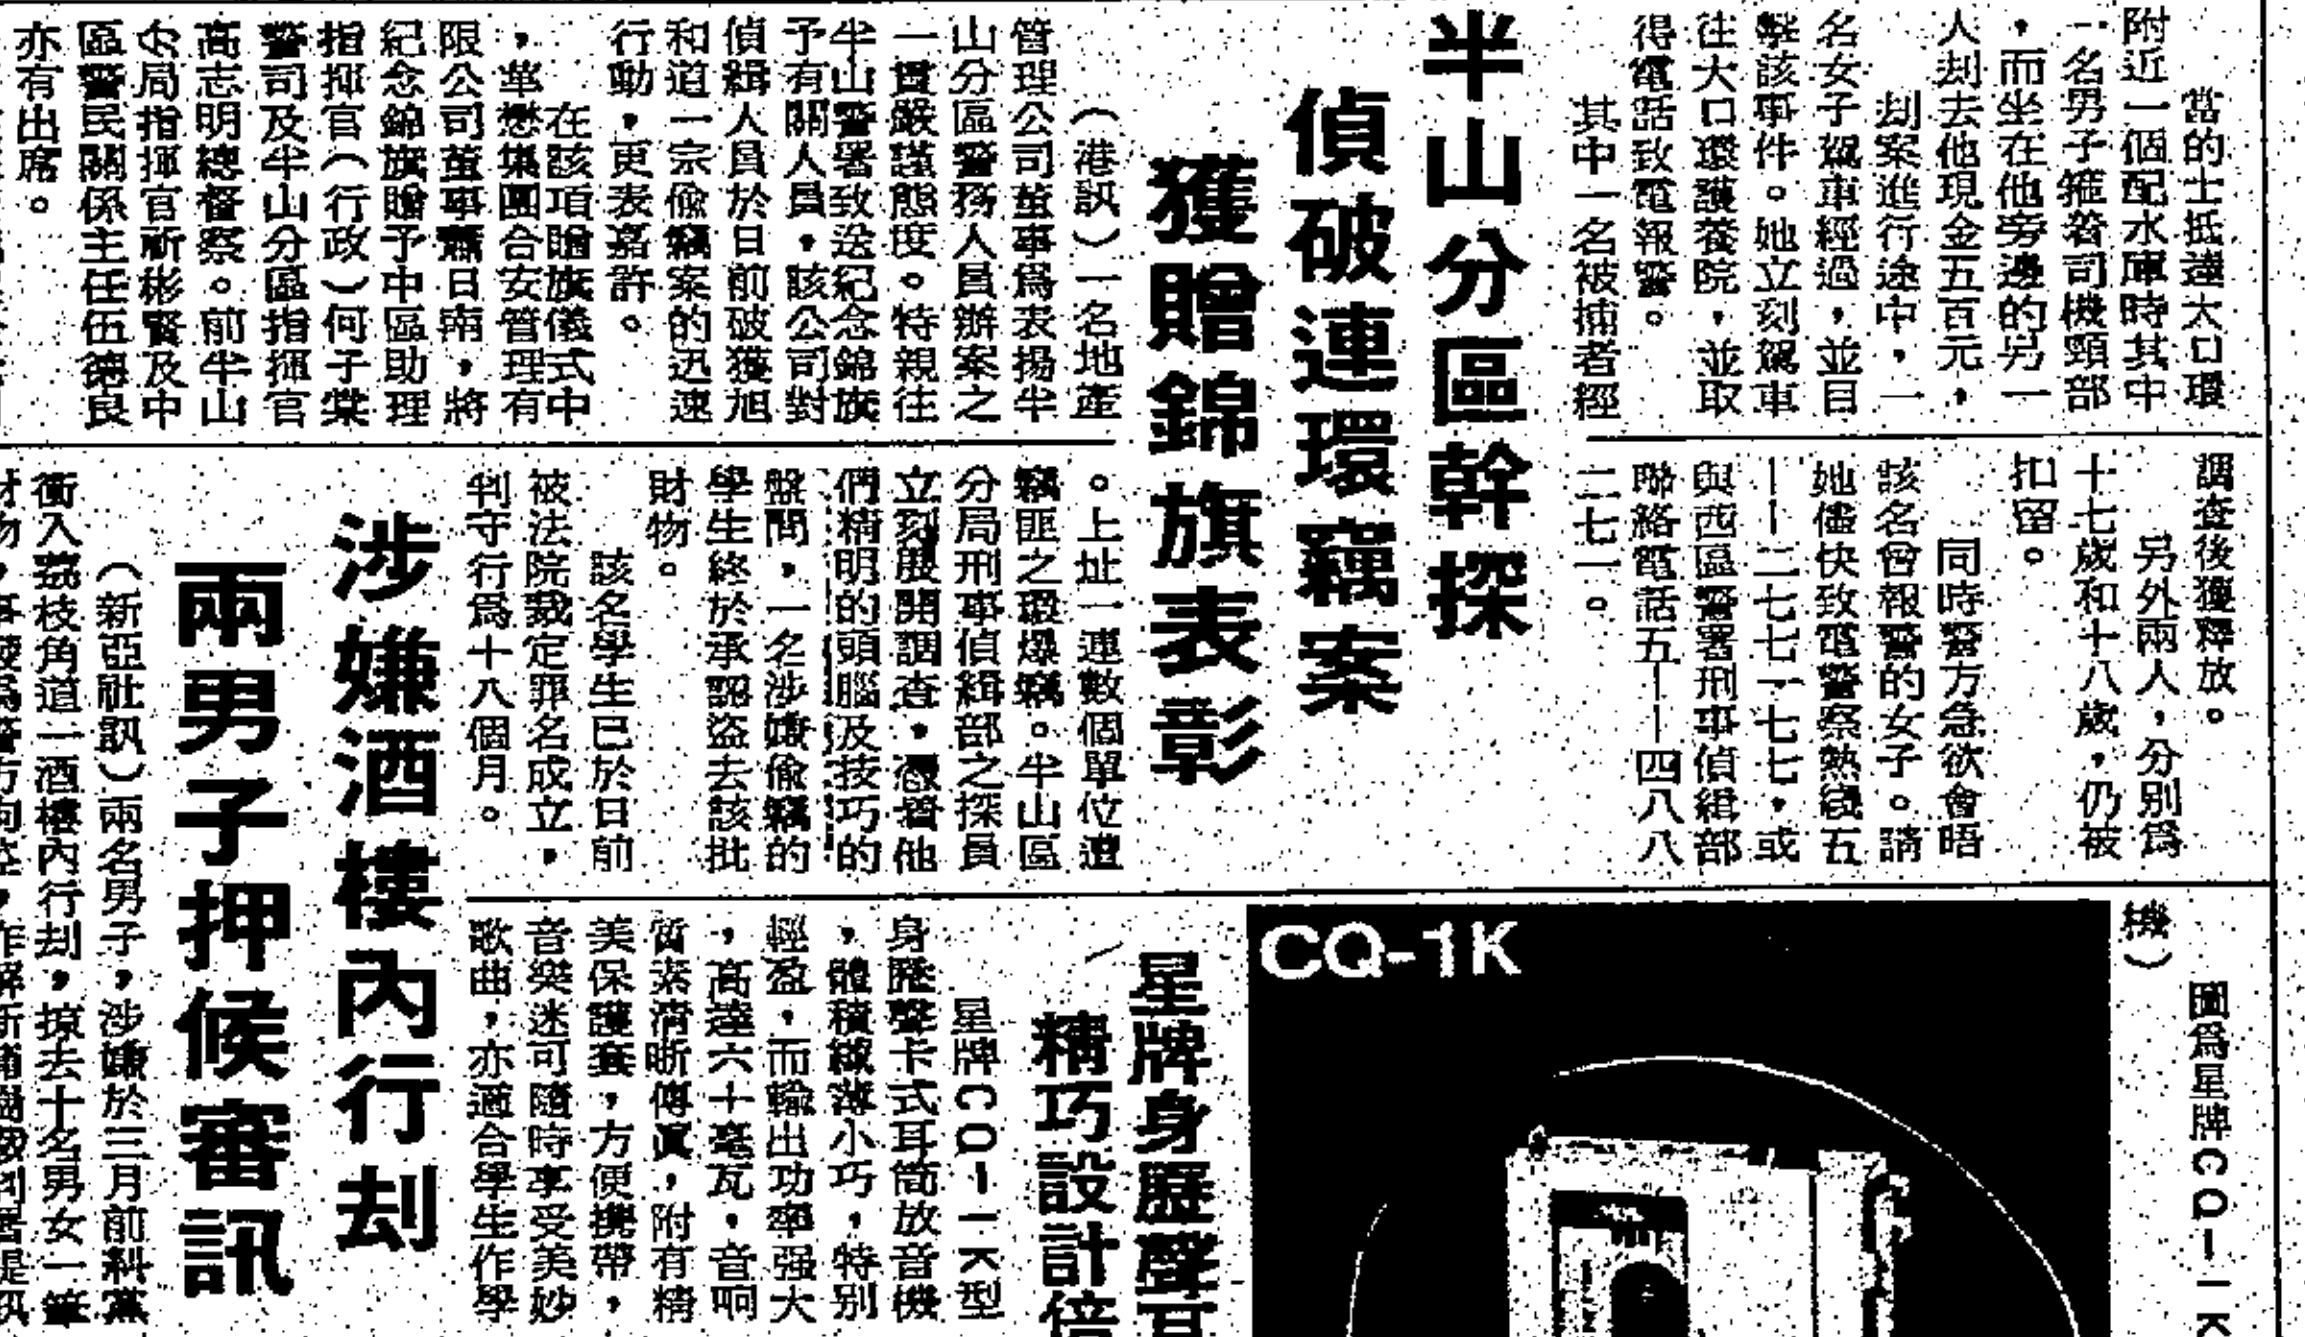 當的士抵達大口環
附近一個配水庫時其中
一名男子箍着司機頸部
，而坐在他旁邊的另一
人刦去他現金五百元，
刦案進行途中，一
名女子駕車經過，並目
擊該事件。她立刻駕車
往大口環護養院，並取
得電話致電報警。
其中一名被捕者經
調查後獲釋放。
另外兩人，分別爲
十七歲和十八歲，仍被
扣留。
同時警方急欲會晤
該名曾報警的女子。請
她儘快致電警察熱綫五
——二七七一七七，或
與西區警署刑事偵緝部
聯絡電話五——四八八
二七一。
半山分區幹探
偵破連環竊案
獲贈錦旗表彰
（港訊）一名地產
管理公司董事爲表揚半
山分區警務人員辦案之
一貫嚴謹態度。特親往
半山警署致送紀念錦旗
予有關人員，該公司對
偵緝人員於日前破獲旭
和道一宗偷竊案的迅速
行動，更表嘉許。
在該項贈旗儀式中
，華懋集團合安管理有
限公司董事蕭日南，將
紀念錦旗贈予中區助理
指揮官（行政）何子棠
警司及半山分區指揮官
高志明總督察。前半山
分局指揮官靳彬賢及中
區警民關係主任伍德良
亦有出席。
。上址一連數個單位遭
竊匪之環爆竊。半山區
分局刑事偵緝部之探員
立刻展開調查，憑着他
們精明的頭腦及技巧的
盤問，一名涉嫌偷竊的
學生終於承認盜去該批
財物。
該名學生已於日前
被法院裁定罪名成立，
判守行爲十八個月。
涉嫌酒樓內行刦
兩男子押候審訊
（新亞社訊）兩名男子，涉嫌於三月前糾黨
衝入荔枝角道一酒樓內行刦，掠去十名男女一筆
機）
圖爲星牌CQ－一K
CQ-1K
星牌身歷聲耳
精巧設計倍
星牌CQ－一K型
身歷聲卡式耳筒放音機
，體積纖薄小巧，特別
輕盈，而輸出功率强大
，高達六十毫瓦，音响
質素清晰傳眞，附有精
美保護套，方便攜帶，
音樂迷可隨時享受美妙
歌曲，亦適合學生作學